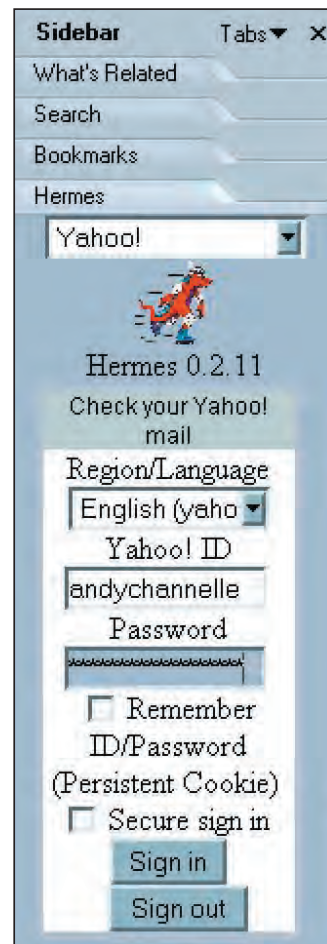 Sidebar Tabs
What's Related
Search
Bookmarks
Hermes
Yahoo!
Hermes 0.2.11
Check your Yahoo!
mail
Region/Language
English (yaho
Yahoo! ID
andychannelle
Password
********************
Remember
ID/Password
(Persistent Cookie)
Secure sign in
Sign in
Sign out